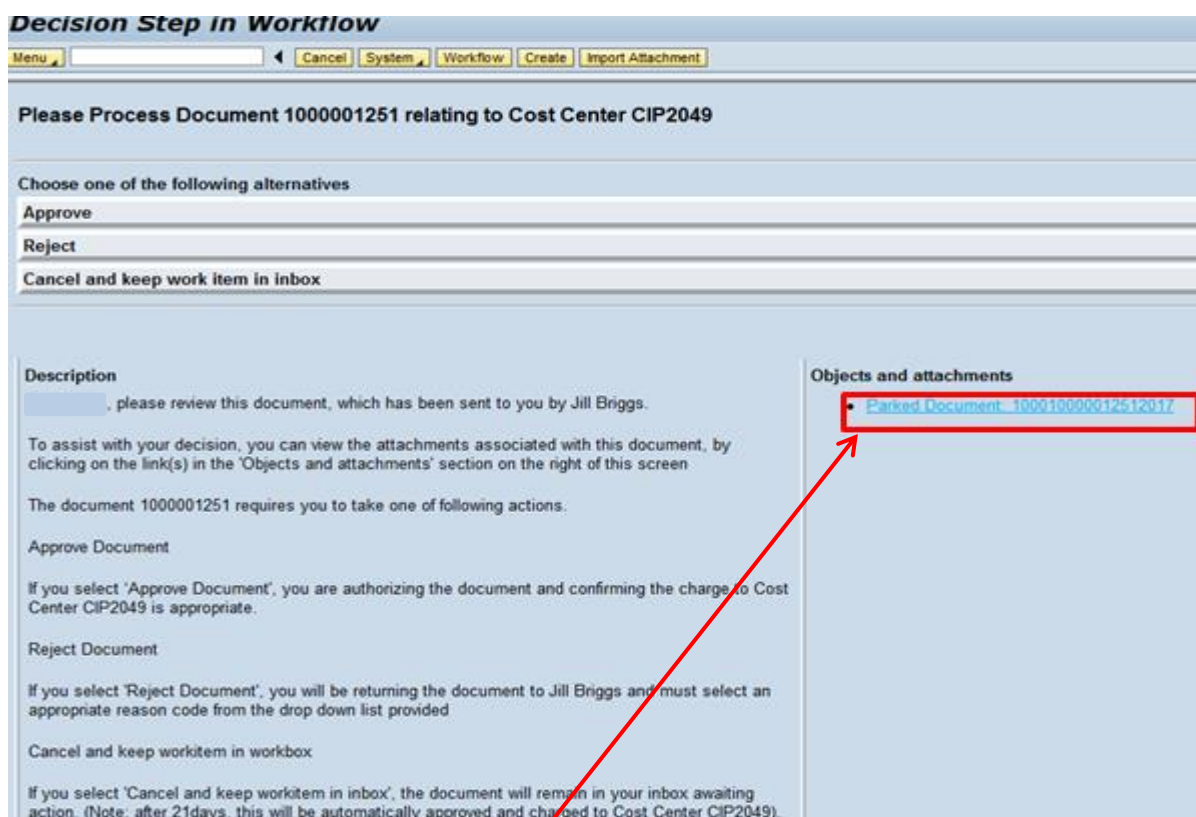 Decision Step in Workflow
Menu Cancel System Workflow Create Import Attachment
Please Process Document 1000001251 relating to Cost Center CIP2049
Choose one of the following alternatives
Approve
Reject
Cancel and keep work item in inbox
Description
, please review this document, which has been sent to you by Jill Briggs.
To assist with your decision, you can view the attachments associated with this document, by
clicking on the link(s) in the 'Objects and attachments' section on the right of this screen
The document 1000001251 requires you to take one of following actions.
Approve Document
If you select 'Approve Document', you are authorizing the document and confirming the charge to Cost
Center CIP2049 is appropriate.
Reject Document
If you select 'Reject Document', you will be returning the document to Jill Briggs and must select an
appropriate reason code from the drop down list provided
Cancel and keep workitem in workbox
If you select 'Cancel and keep workitem in inbox', the document will remain in your inbox awaiting
action. (Note: after 21days, this will be automatically approved and charged to Cost Center CIP2049).
Objects and attachments
Parked Document: 100010000012512017